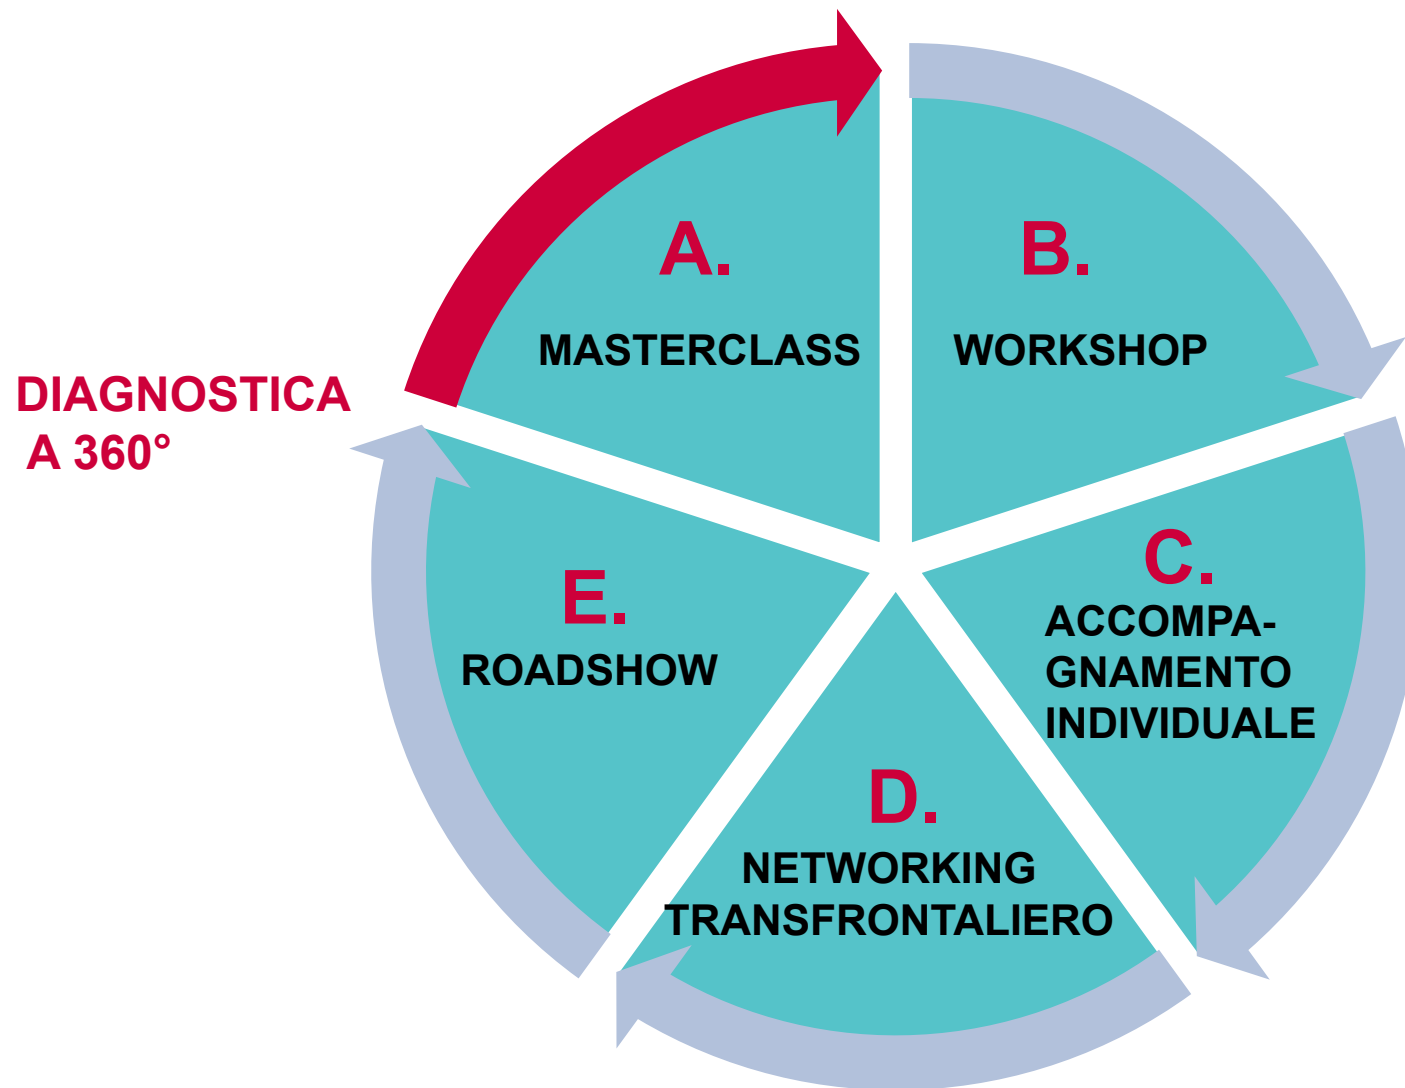 DIAGNOSTICA
A 360°
A.
MASTERCLASS
B.
WORKSHOP
C.
ACCOMPA-
GNAMENTO
INDIVIDUALE
D.
NETWORKING
TRANSFRONTALIERO
E.
ROADSHOW